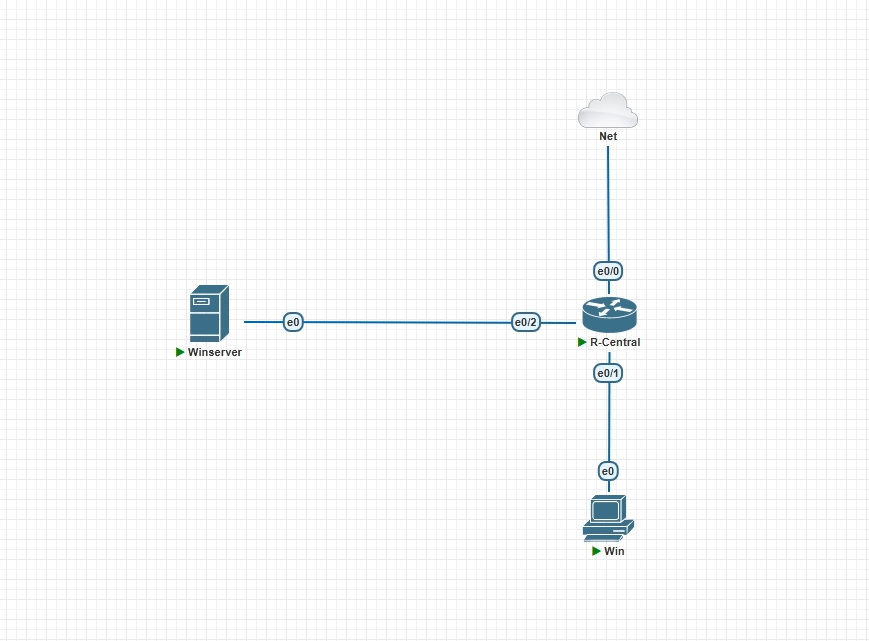 Net
e0/0
e0
e0/2
Winserver
R-Central
e0/1
e0
Win